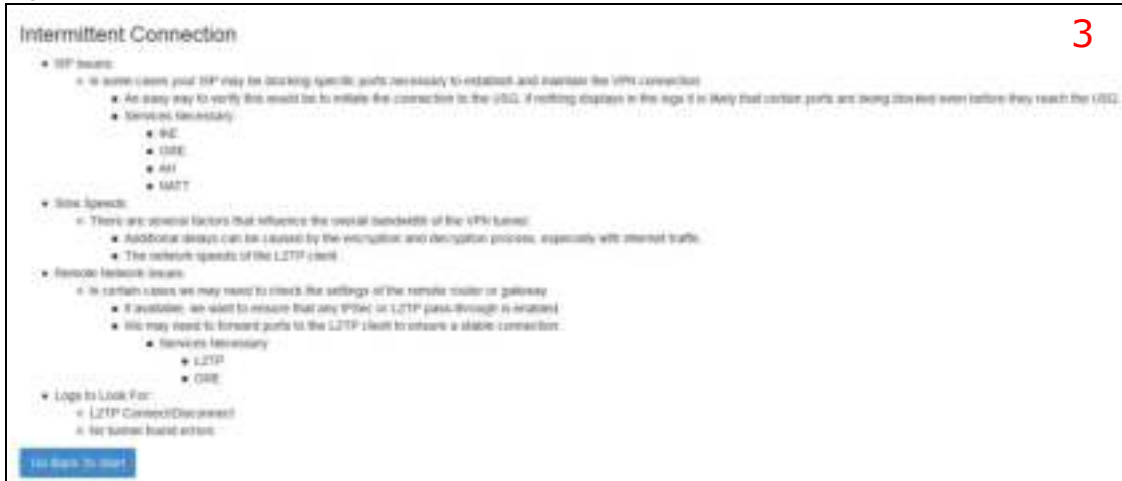 Intermittent Connection
3
ISP Issues:
In some cases your ISP may be blocking specific ports necessary to establish and maintain the VPN connection
An easy way to verify this would be to initiate the connection to the USG, if nothing displays in the logs it is likely that certain ports are being blocked even before they reach the USG.
Services Necessary
IKE
GRE
AH
NATT
Slow Speeds
There are several factors that influence the overall bandwidth of the VPN tunnel
Additional delays can be caused by the encryption and decryption process, especially with internet traffic.
The network speeds of the L2TP client
Remote Network Issues
In certain cases we may need to check the settings of the remote router or gateway
If available, we want to ensure that any IPSec or L2TP pass-through is enabled
We may need to forward ports to the L2TP client to ensure a stable connection
Services Necessary
L2TP
GRE
Logs to Look For:
L2TP Connect/Disconnect
No tunnel found errors
Go Back To Start